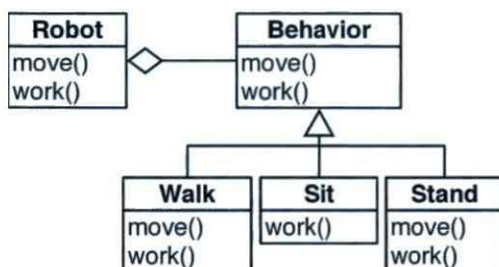 Robot
move()
work()
Behavior
move()
work()
Walk
move()
work()
Sit
work()
Stand
move()
work()